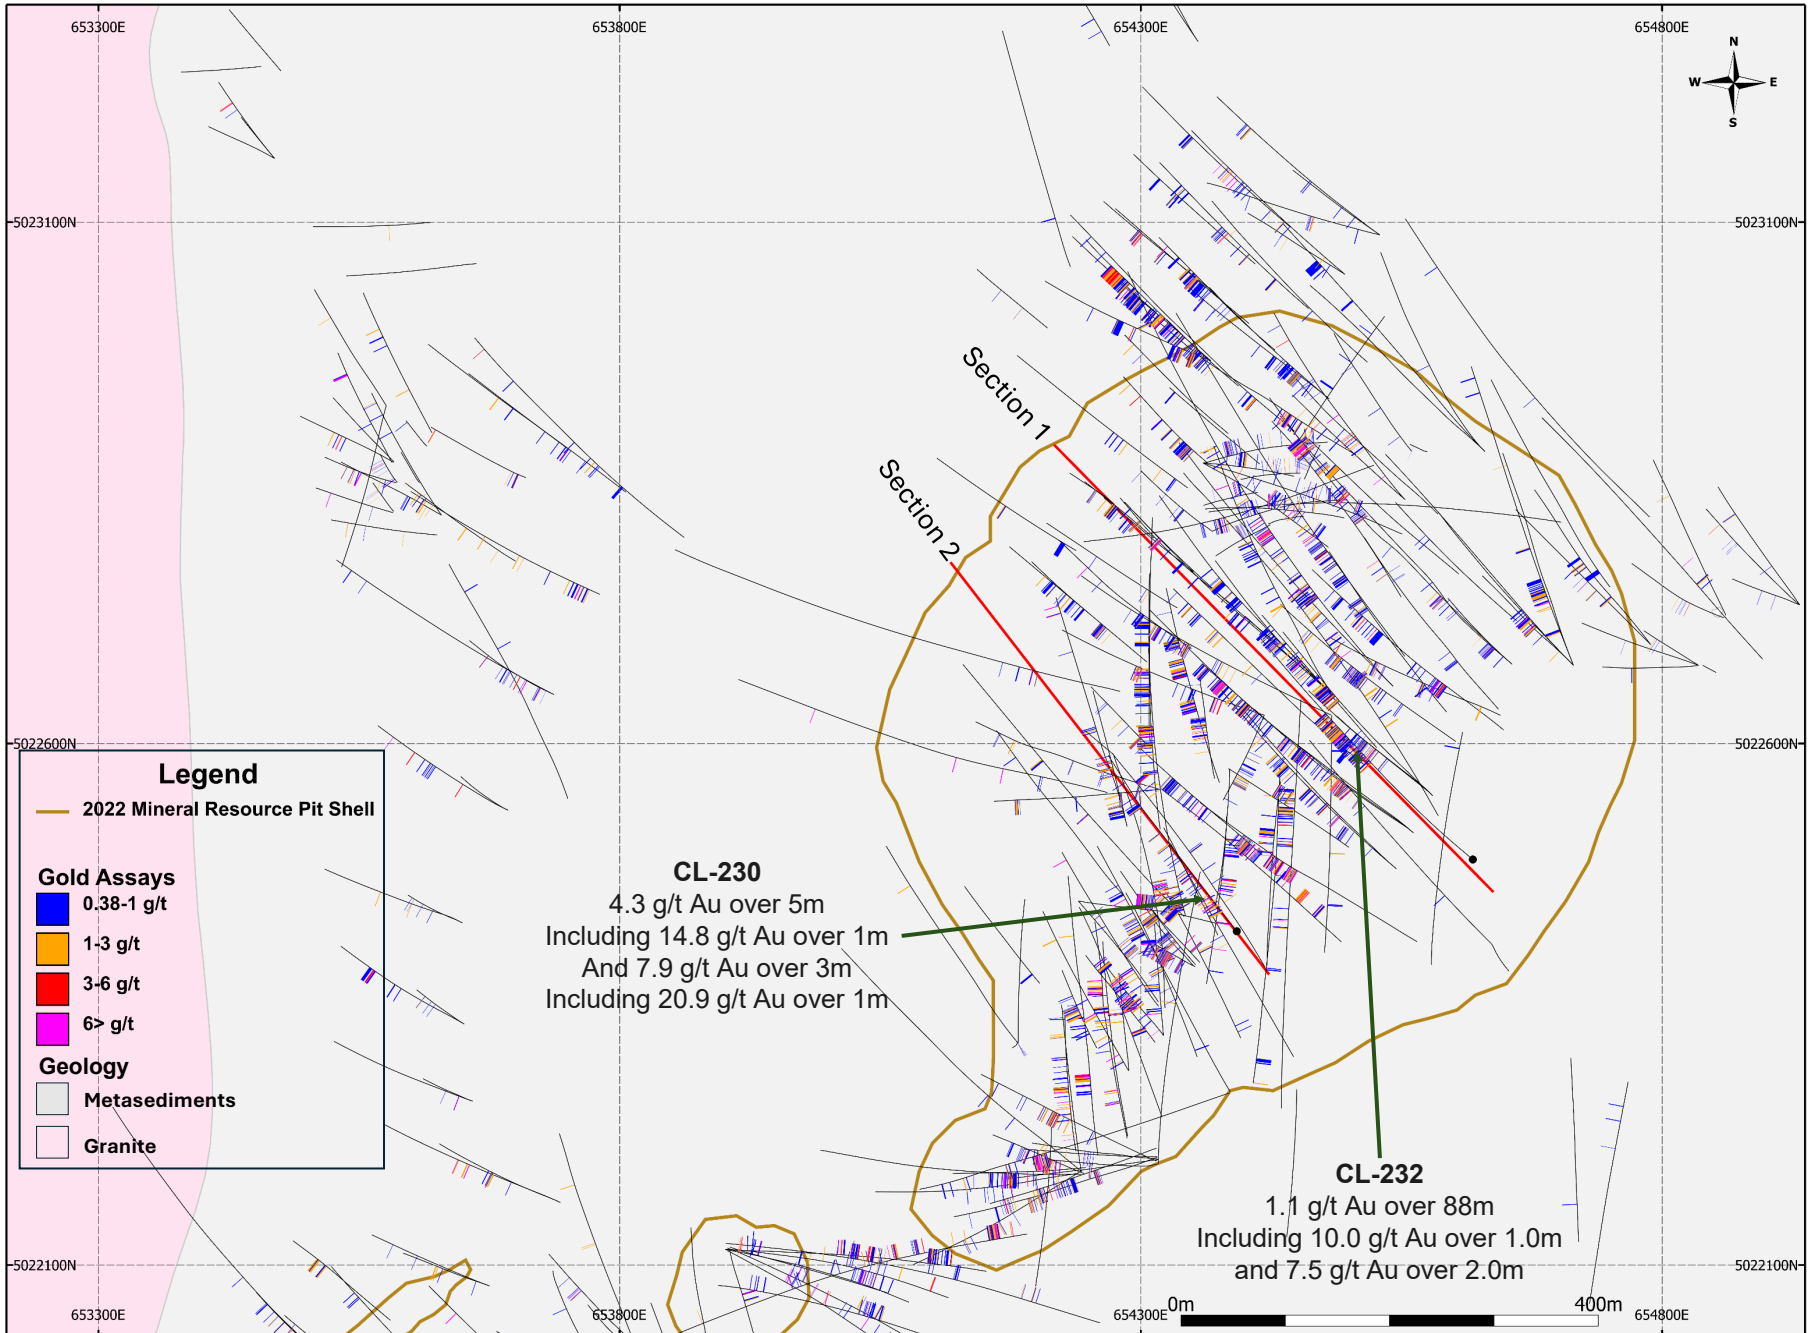 653300E
653800E
654300E
654800E
N
W
E
S
5023100N
5023100N
Section 1
Section 2
5022600N
5022600N
Legend
2022 Mineral Resource Pit Shell
Gold Assays
0.38-1 g/t
1-3 g/t
3-6 g/t
6> g/t
Geology
Metasediments
Granite
CL-230
4.3 g/t Au over 5m
Including 14.8 g/t Au over 1m
And 7.9 g/t Au over 3m
Including 20.9 g/t Au over 1m
CL-232
1.1 g/t Au over 88m
Including 10.0 g/t Au over 1.0m
and 7.5 g/t Au over 2.0m
5022100N
5022100N
0m
400m
653300E
653800E
654300E
654800E